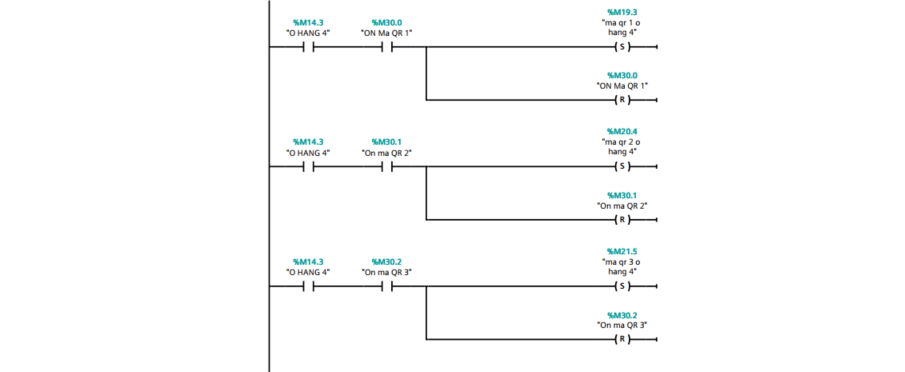 %M19.3
%M14.3 %M30.0 "ma qr 1 o
"O HANG 4" "ON Ma QR 1" hang 4"
S
%M30.0
"ON Ma QR 1"
R
%M20.4
%M14.3 %M30.1 "ma qr 2 o
"O HANG 4" "On ma QR 2" hang 4"
S
%M30.1
"On ma QR 2"
R
%M21.5
%M14.3 %M30.2 "ma qr 3 o
"O HANG 4" "On ma QR 3" hang 4"
S
%M30.2
"On ma QR 3"
R